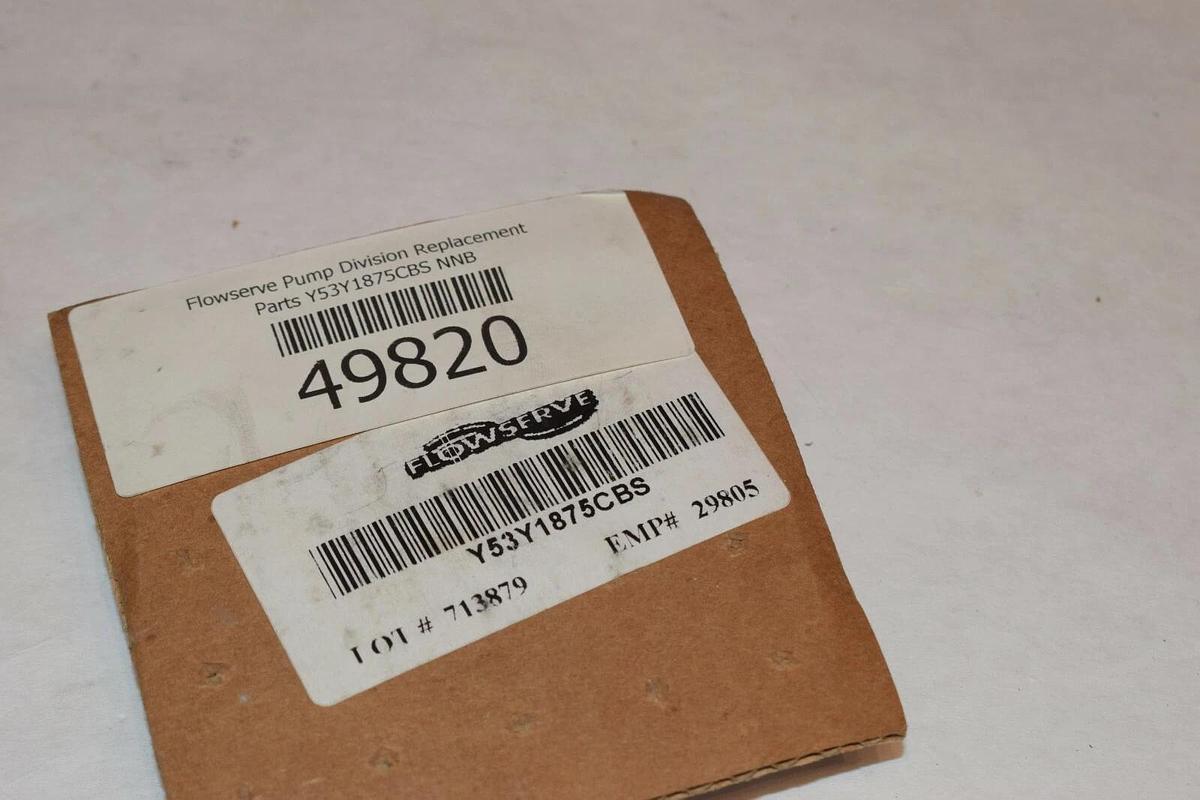 Flowserve Pump Division Replacement
Parts Y53Y1875CBS NNB
49820
FLOWSERVE
Y53Y1875CBS
LOT # 713879 EMP# 29805